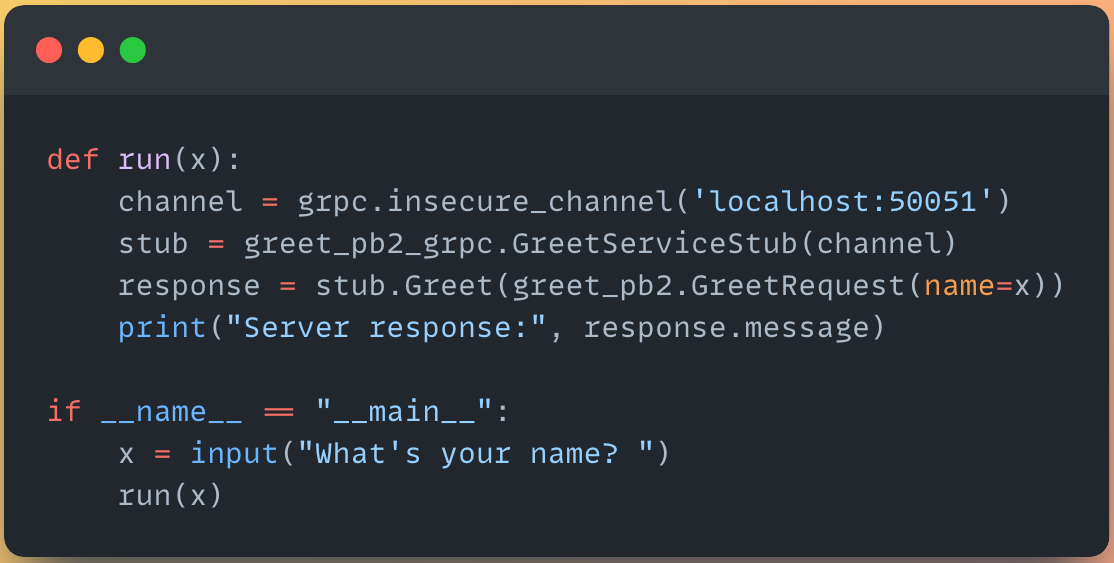 def run(x):
    channel = grpc.insecure_channel('localhost:50051')
    stub = greet_pb2_grpc.GreetServiceStub(channel)
    response = stub.Greet(greet_pb2.GreetRequest(name=x))
    print("Server response:", response.message)

if __name__ == "__main__":
    x = input("What's your name? ")
    run(x)